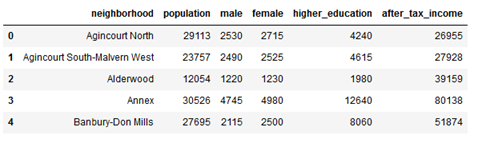 neighborhood population male female higher_education after_tax_income
0 Agincourt North 29113 2530 2715 4240 26955
1 Agincourt South-Malvern West 23757 2490 2525 4615 27928
2 Alderwood 12054 1220 1230 1980 39159
3 Annex 30526 4745 4980 12640 80138
4 Banbury-Don Mills 27695 2115 2500 8060 51874